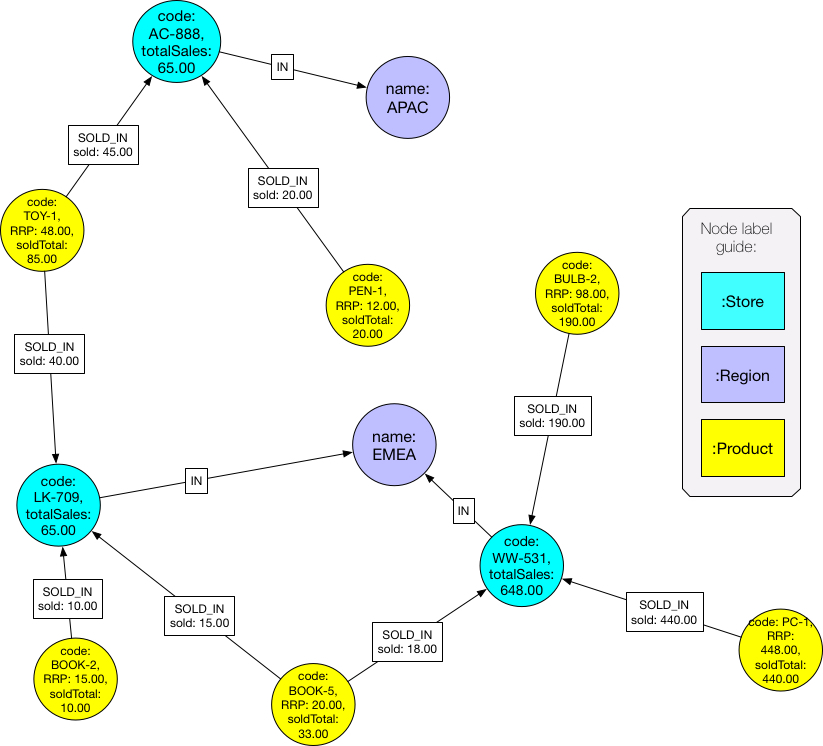 code:
AC-888,
totalSales:
65.00
IN
name:
APAC
SOLD_IN
sold: 45.00
SOLD_IN
sold: 20.00
code:
TOY-1,
RRP: 48.00,
soldTotal:
85.00
Node label
guide:
:Store
:Region
:Product
code:
PEN-1,
RRP: 12.00,
soldTotal:
20.00
code:
BULB-2,
RRP: 98.00,
soldTotal:
190.00
SOLD_IN
sold: 40.00
SOLD_IN
sold: 190.00
name:
EMEA
IN
IN
code:
LK-709,
totalSales:
65.00
code:
WW-531,
totalSales:
648.00
SOLD_IN
sold: 10.00
SOLD_IN
sold: 15.00
SOLD_IN
sold: 18.00
SOLD_IN
sold: 440.00
code:
BOOK-2,
RRP: 15.00,
soldTotal:
10.00
code:
BOOK-5,
RRP: 20.00,
soldTotal:
33.00
code: PC-1,
RRP:
448.00,
soldTotal:
440.00